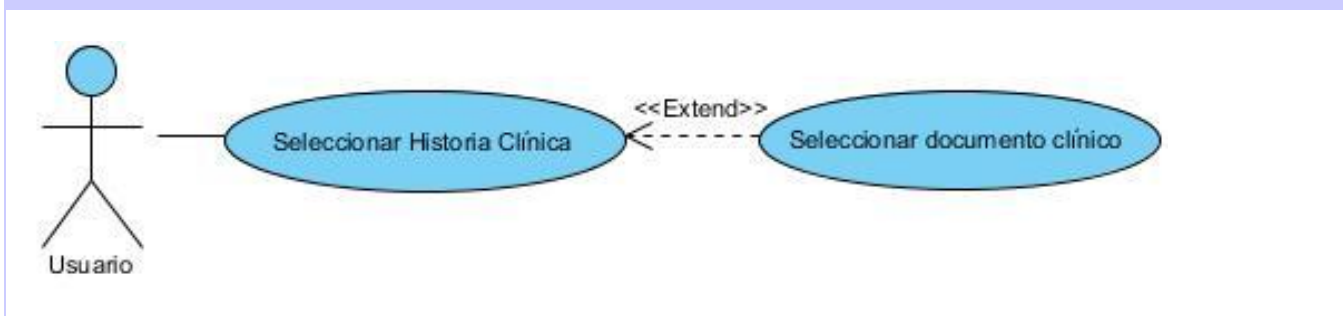 <<Extend>>
Seleccionar Historia Clínica
Seleccionar documento clínico
Usuario